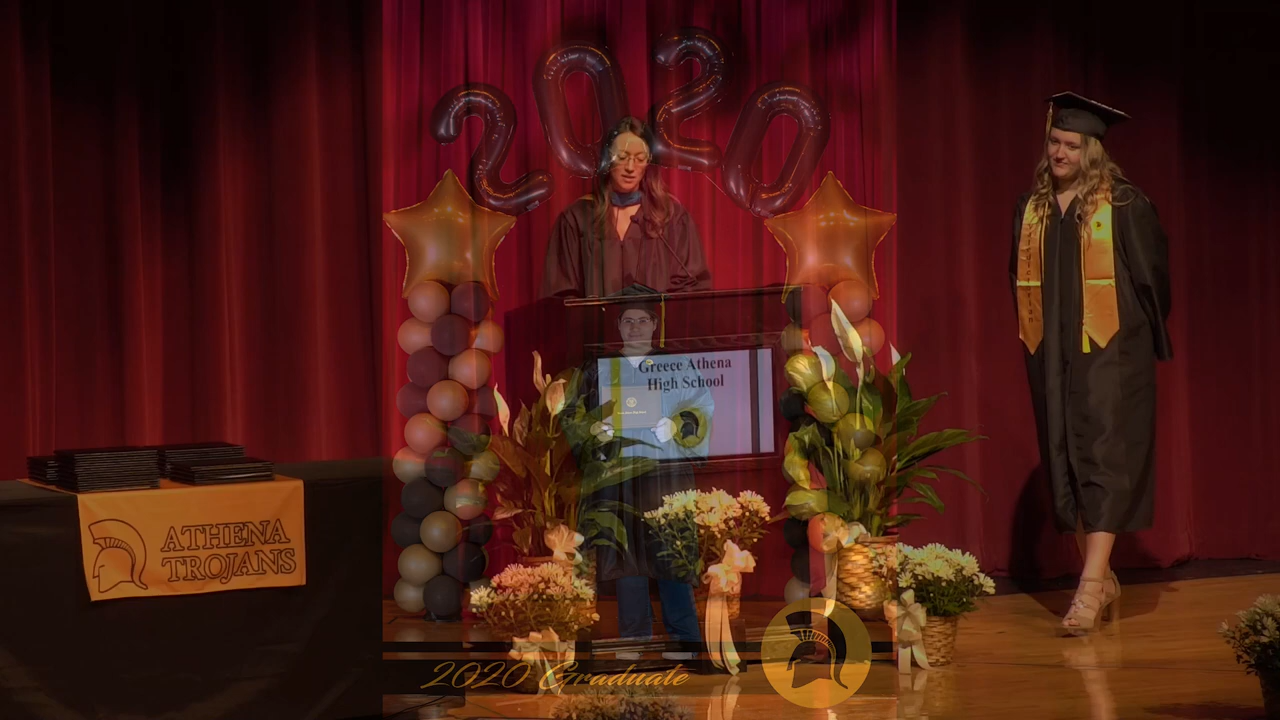 2020
Greece Athena
High School
ATHENA
TROJANS
2020 Graduate